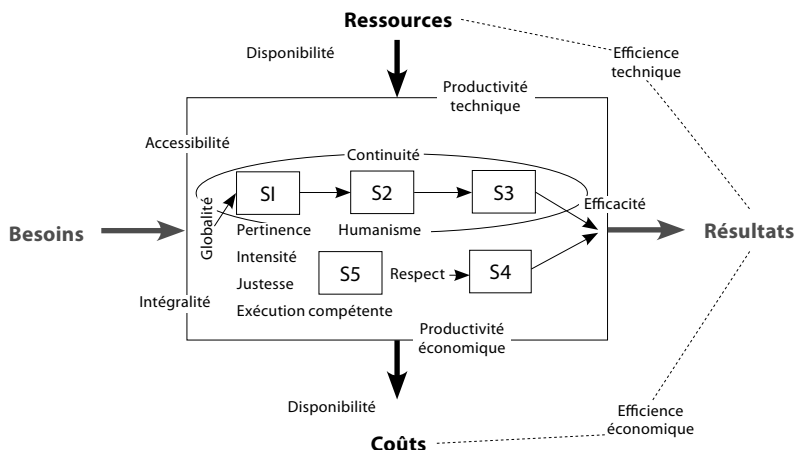 Ressources
Disponibilité
Efficience
technique
Productivité
technique
Accessibilité
Continuité
SI
S2
S3
Efficacité
Globalité
Besoins
Pertinence
Humanisme
Résultats
Intensité
S5
Respect
S4
Justesse
Intégralité
Exécution compétente
Productivité
économique
Disponibilité
Efficience
économique
Coûts